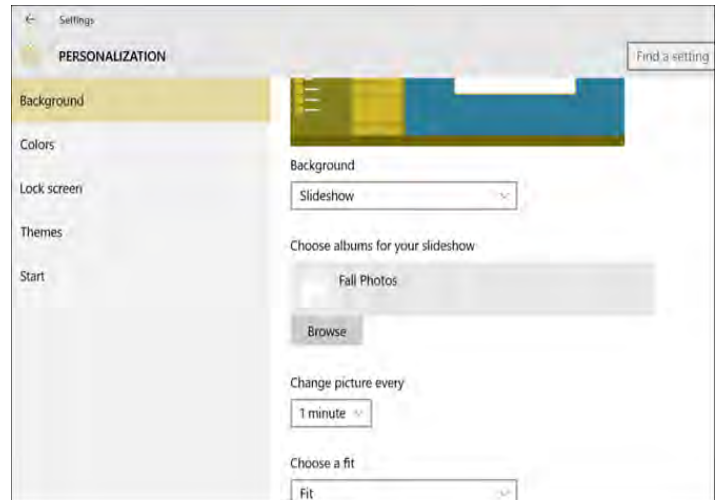 Settings
PERSONALIZATION
Find a setting
Background
Colors
Lock screen
Themes
Start
Background
Slideshow
Choose albums for your slideshow
Fall Photos
Browse
Change picture every
1 minute
Choose a fit
Fit